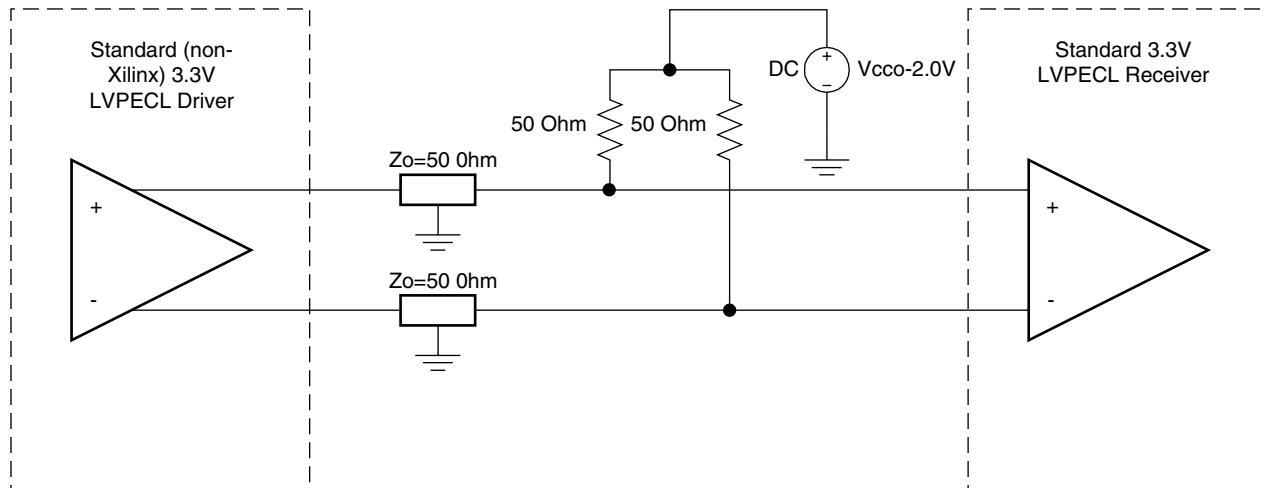 Standard (non-
Xilinx) 3.3V
LVPECL Driver
DC
+
–
Vcco-2.0V
Standard 3.3V
LVPECL Receiver
50 Ohm
50 Ohm
Zo=50 0hm
+
-
Zo=50 0hm
+
-